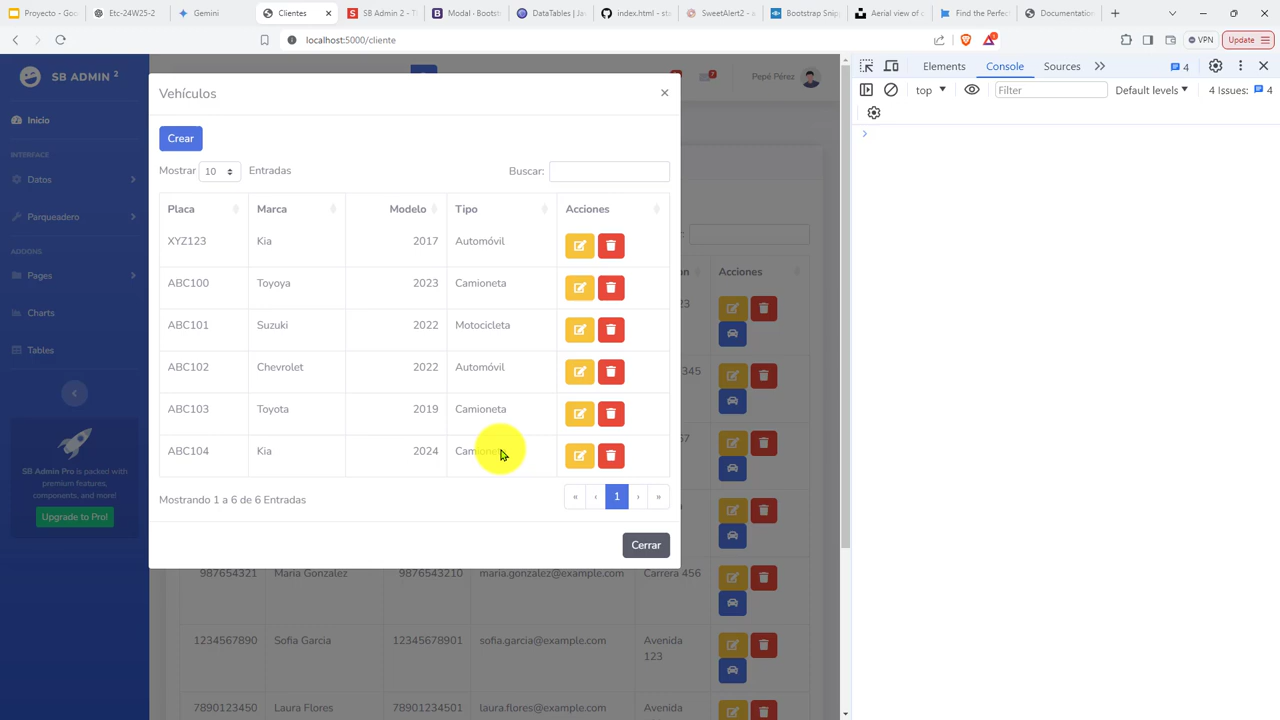 Proyecto - Goo
Etc-24W25-2
Gemini
Clientes
SB Admin 2 - Ti
Modal · Bootst
DataTables | Ja
index.html - sta
SweetAlert2 - a
Bootstrap Snip
Aerial view of c
Find the Perfec
Documentation
localhost:5000/cliente
VPN
Update
SB ADMIN 2
Inicio
INTERFACE
Datos
Parqueadero
ADDONS
Pages
Charts
Tables
SB Admin Pro is packed with
premium features,
components, and more!
Upgrade to Pro!
7
Pepé Pérez
Vehículos
×
Crear
Mostrar 10 Entradas
Buscar:
Placa Marca Modelo Tipo Acciones
XYZ123 Kia 2017 Automóvil
ABC100 Toyoya 2023 Camioneta
ABC101 Suzuki 2022 Motocicleta
ABC102 Chevrolet 2022 Automóvil
ABC103 Toyota 2019 Camioneta
ABC104 Kia 2024 Camioneta
Mostrando 1 a 6 de 6 Entradas
« ‹ 1 › »
Cerrar
Acciones
987654321 Maria Gonzalez 9876543210 maria.gonzalez@example.com Carrera 456
1234567890 Sofia Garcia 12345678901 sofia.garcia@example.com Avenida
123
7890123450 Laura Flores 78901234501 laura.flores@example.com Carrera
Elements
Console
Sources
4
top
Filter
Default levels
4 Issues: 4